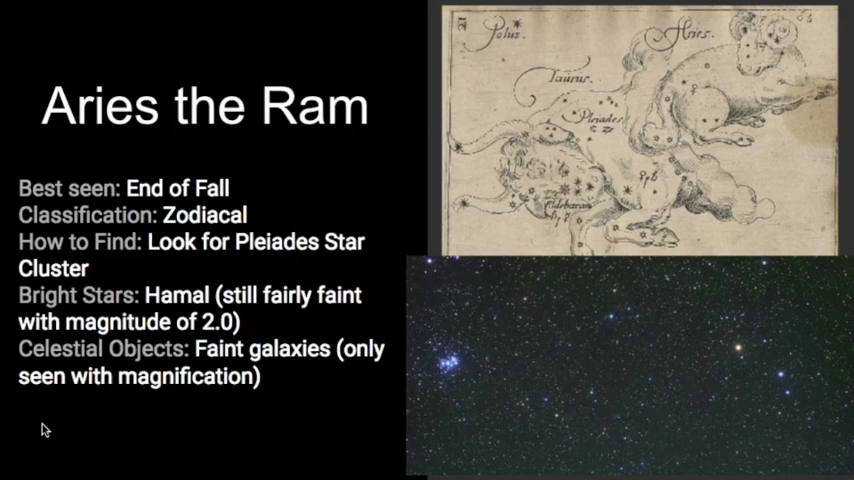 Aries the Ram
Best seen: End of Fall
Classification: Zodiacal
How to Find: Look for Pleiades Star
Cluster
Bright Stars: Hamal (still fairly faint
with magnitude of 2.0)
Celestial Objects: Faint galaxies (only
seen with magnification)
21
Polus.
Aries.
Taurus.
Pleiades